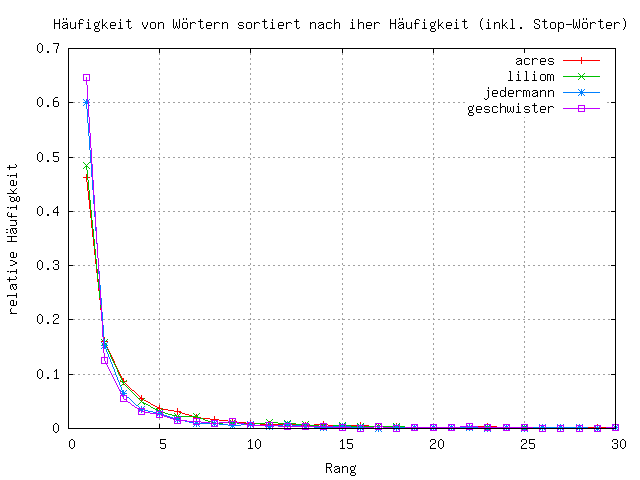 Häufigkeit von Wörtern sortiert nach iher Häufigkeit (inkl. Stop-Wörter)
acres
liliom
jedermann
geschwister
relative Häufigkeit
0.7
0.6
0.5
0.4
0.3
0.2
0.1
0
0 5 10 15 20 25 30
Rang